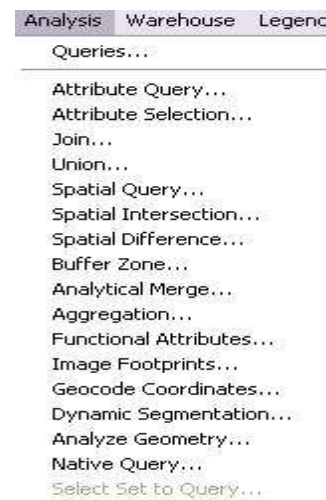 Analysis Warehouse Legend
Queries...
Attribute Query...
Attribute Selection...
Join...
Union...
Spatial Query...
Spatial Intersection...
Spatial Difference...
Buffer Zone...
Analytical Merge...
Aggregation...
Functional Attributes...
Image Footprints...
Geocode Coordinates...
Dynamic Segmentation...
Analyze Geometry...
Native Query...
Select Set to Query...